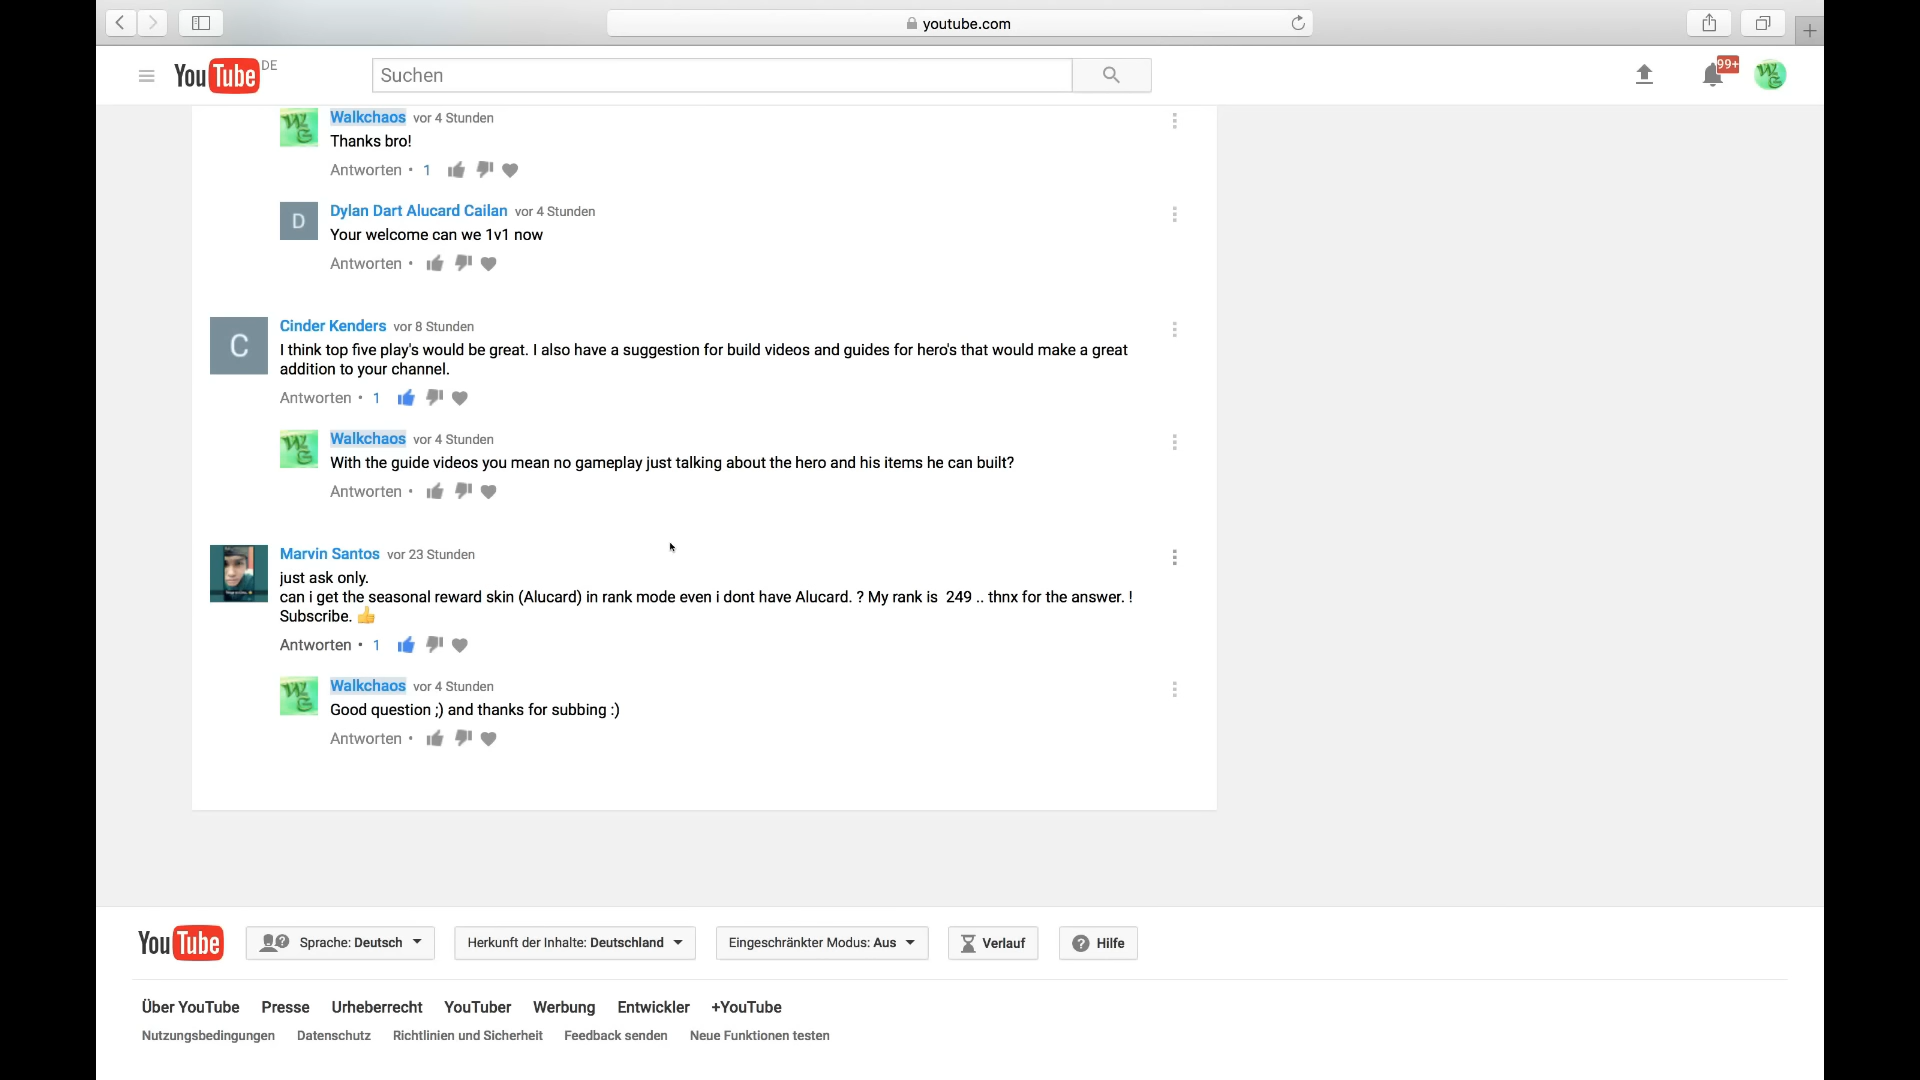 youtube.com
YouTube DE
Suchen
99+
Walkchaos vor 4 Stunden
Thanks bro!
Antworten • 1
D
Dylan Dart Alucard Cailan vor 4 Stunden
Your welcome can we 1v1 now
Antworten •
C
Cinder Kenders vor 8 Stunden
I think top five play's would be great. I also have a suggestion for build videos and guides for hero's that would make a great
addition to your channel.
Antworten • 1
Walkchaos vor 4 Stunden
With the guide videos you mean no gameplay just talking about the hero and his items he can built?
Antworten •
Marvin Santos vor 23 Stunden
just ask only.
can i get the seasonal reward skin (Alucard) in rank mode even i dont have Alucard. ? My rank is  249 .. thnx for the answer. !
Subscribe. 👍
Antworten • 1
Walkchaos vor 4 Stunden
Good question ;) and thanks for subbing :)
Antworten •
YouTube Sprache: Deutsch Herkunft der Inhalte: Deutschland Eingeschränkter Modus: Aus Verlauf Hilfe
Über YouTube Presse Urheberrecht YouTuber Werbung Entwickler +YouTube
Nutzungsbedingungen Datenschutz Richtlinien und Sicherheit Feedback senden Neue Funktionen testen